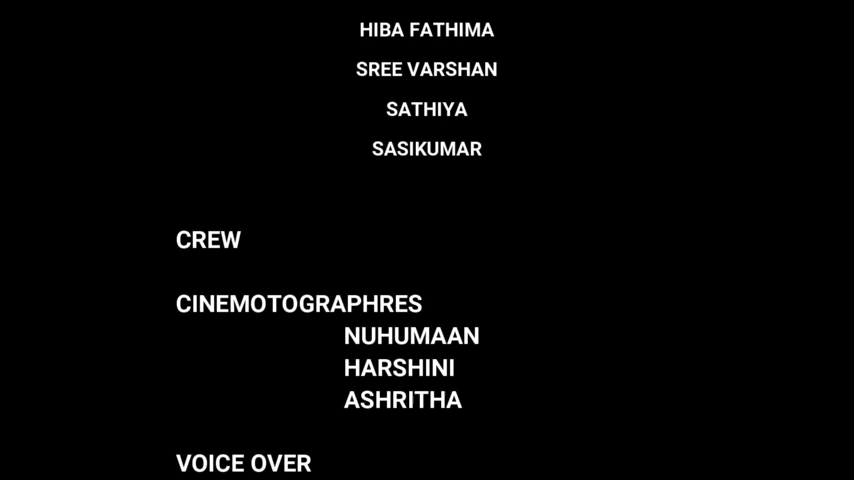 HIBA FATHIMA
SREE VARSHAN
SATHIYA
SASIKUMAR
CREW
CINEMOTOGRAPHRES
NUHUMAAN
HARSHINI
ASHRITHA
VOICE OVER